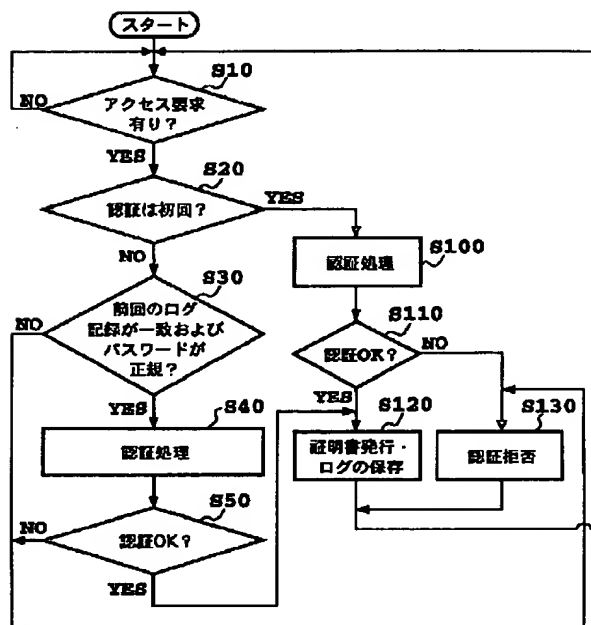 スタート
S10
NO
アクセス要求
有り？
YES
S20
YES
認証は初回？
S100
NO
認証処理
S30
前回のログ
記録が一致および
パスワードが
正規？
NO
S110
NO
認証OK？
YES
YES
S40
S120
S130
認証処理
証明書発行・
ログの保存
認証拒否
S50
NO
認証OK？
YES